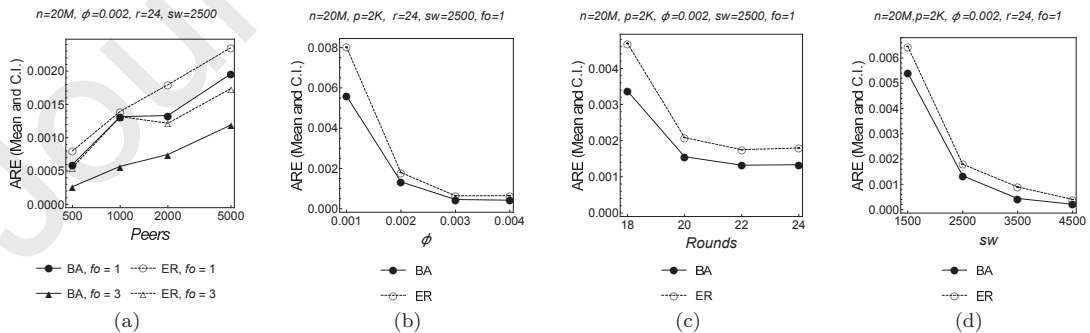 n=20M, ϕ=0.002, r=24, sw=2500
ARE (Mean and C.I.)
0.0020
0.0015
0.0010
0.0005
0.0000
500 1000 2000 5000
Peers
BA, fo = 1 ER, fo = 1
BA, fo = 3 ER, fo = 3
(a)
n=20M, p=2K, r=24, sw=2500, fo=1
ARE (Mean and C.I.)
0.008
0.006
0.004
0.002
0.000
0.001 0.002 0.003 0.004
ϕ
BA
ER
(b)
n=20M, p=2K, ϕ=0.002, sw=2500, fo=1
ARE (Mean and C.I.)
0.004
0.003
0.002
0.001
0.000
18 20 22 24
Rounds
BA
ER
(c)
n=20M,p=2K, ϕ=0.002, r=24, fo=1
ARE (Mean and C.I.)
0.006
0.005
0.004
0.003
0.002
0.001
0.000
1500 2500 3500 4500
sw
BA
ER
(d)